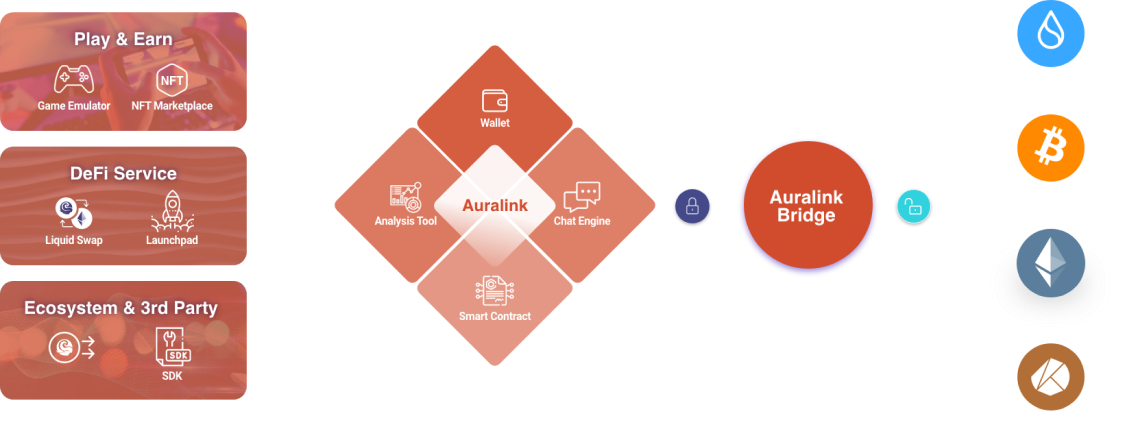 Play & Earn
NFT
Game Emulator
NFT Marketplace
DeFi Service
Liquid Swap
Launchpad
Ecosystem & 3rd Party
SDK
SDK
Wallet
Analysis Tool
Auralink
Chat Engine
Smart Contract
Auralink
Bridge